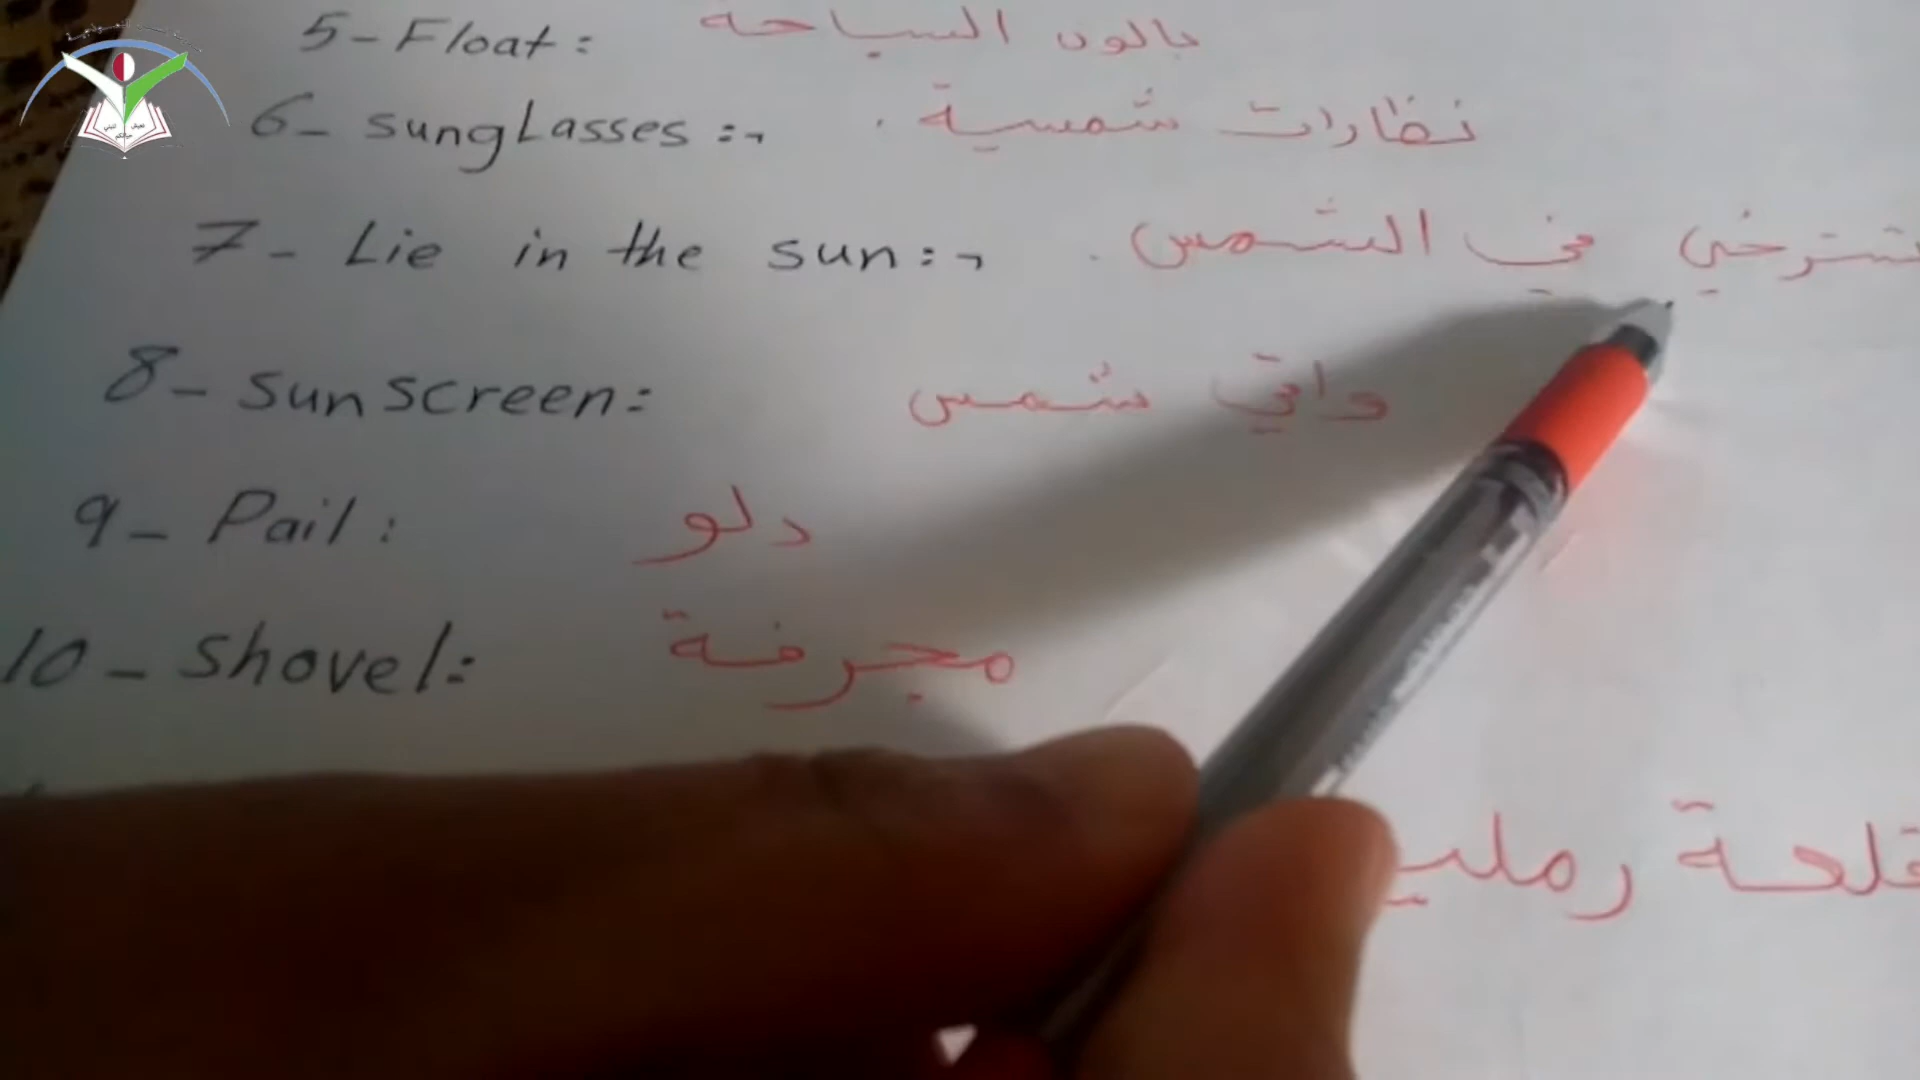 5- Float: بالون السباحة
6- sungLasses:- نظارات شمسية.
7- Lie in the sun:- في الشمس.
8- sunscreen: واقي شمس
9- Pail: دلو
10- shovel: مجرفة